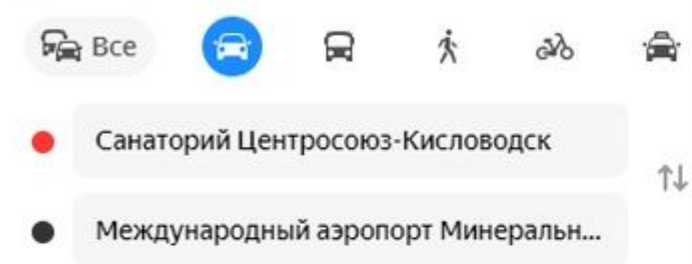 Все
Санаторий Центросоюз-Кисловодск
Международный аэропорт Минеральн...